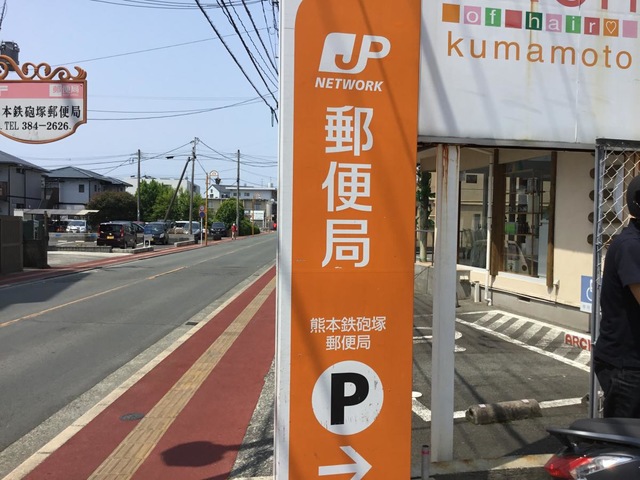 本鉄砲塚郵便局
TEL 384-2626
JP
NETWORK
郵便局
熊本鉄砲塚
郵便局
P
of hair
kumamoto